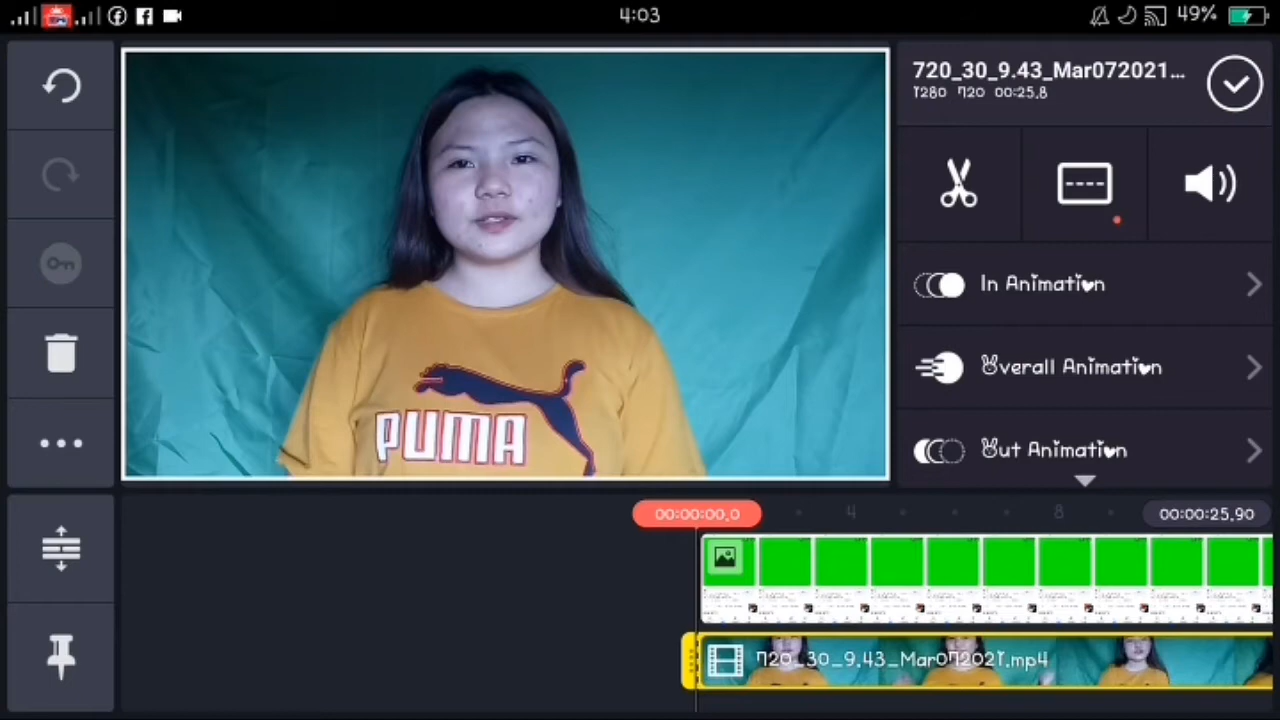 4:03
49%
720_30_9.43_Mar072021...
1280 720 00:25.8
In Animation
Overall Animation
Out Animation
PUMA
00:00:00.0
4
8
00:00:25.90
720_30_9.43_Mar072021.mp4